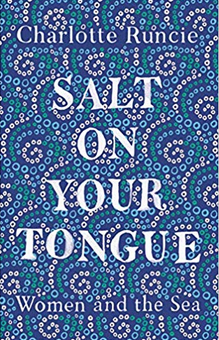 Charlotte Runcie
SALT
ON
YOUR
TONGUE
Women and the Sea